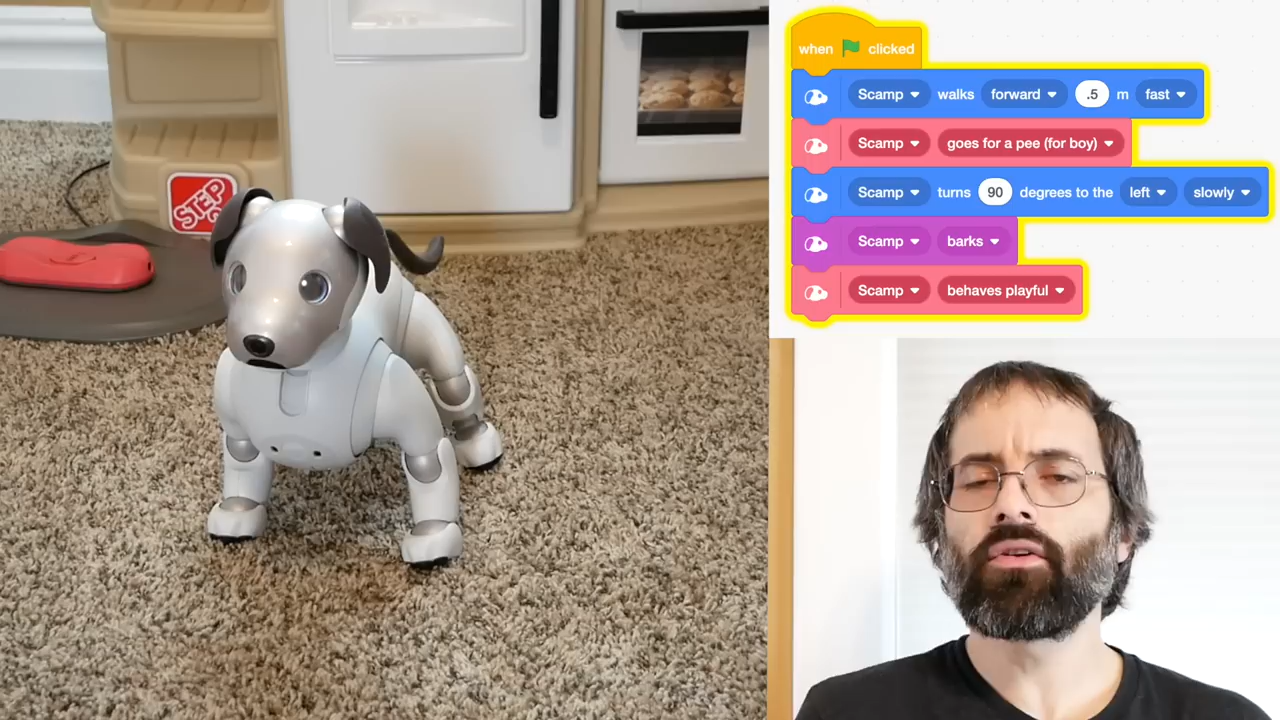 STEP
when clicked
Scamp walks forward .5 m fast
Scamp goes for a pee (for boy)
Scamp turns 90 degrees to the left slowly
Scamp barks
Scamp behaves playful